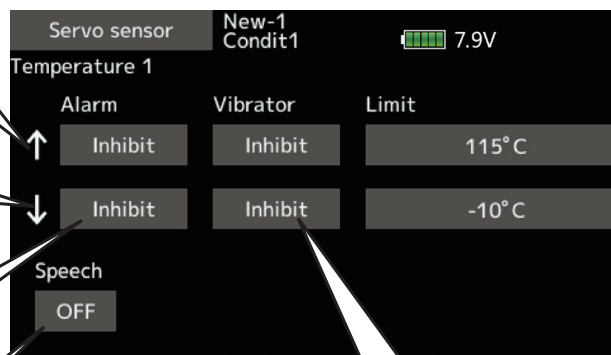 Servo sensor
New-1
Condit1
7.9V
Temperature 1
Alarm Vibrator Limit
↑ Inhibit Inhibit 115°C
↓ Inhibit Inhibit -10°C
Speech
OFF